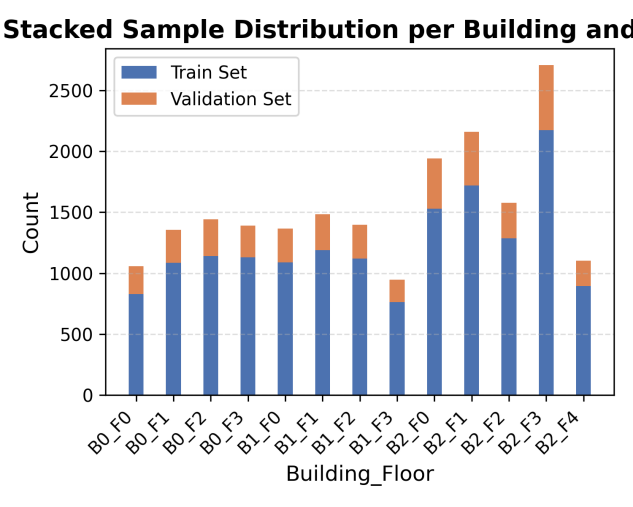 Stacked Sample Distribution per Building and
Train Set
Validation Set
2500
2000
1500
1000
500
0
Count
B0_F0
B0_F1
B0_F2
B0_F3
B1_F0
B1_F1
B1_F2
B1_F3
B2_F0
B2_F1
B2_F2
B2_F3
B2_F4
Building_Floor